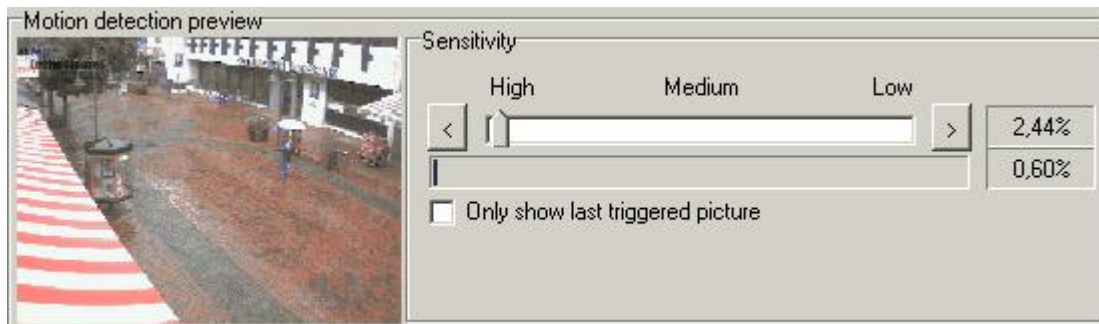 Motion detection preview
Sensitivity
High Medium Low
< > 2,44%
0,60%
Only show last triggered picture